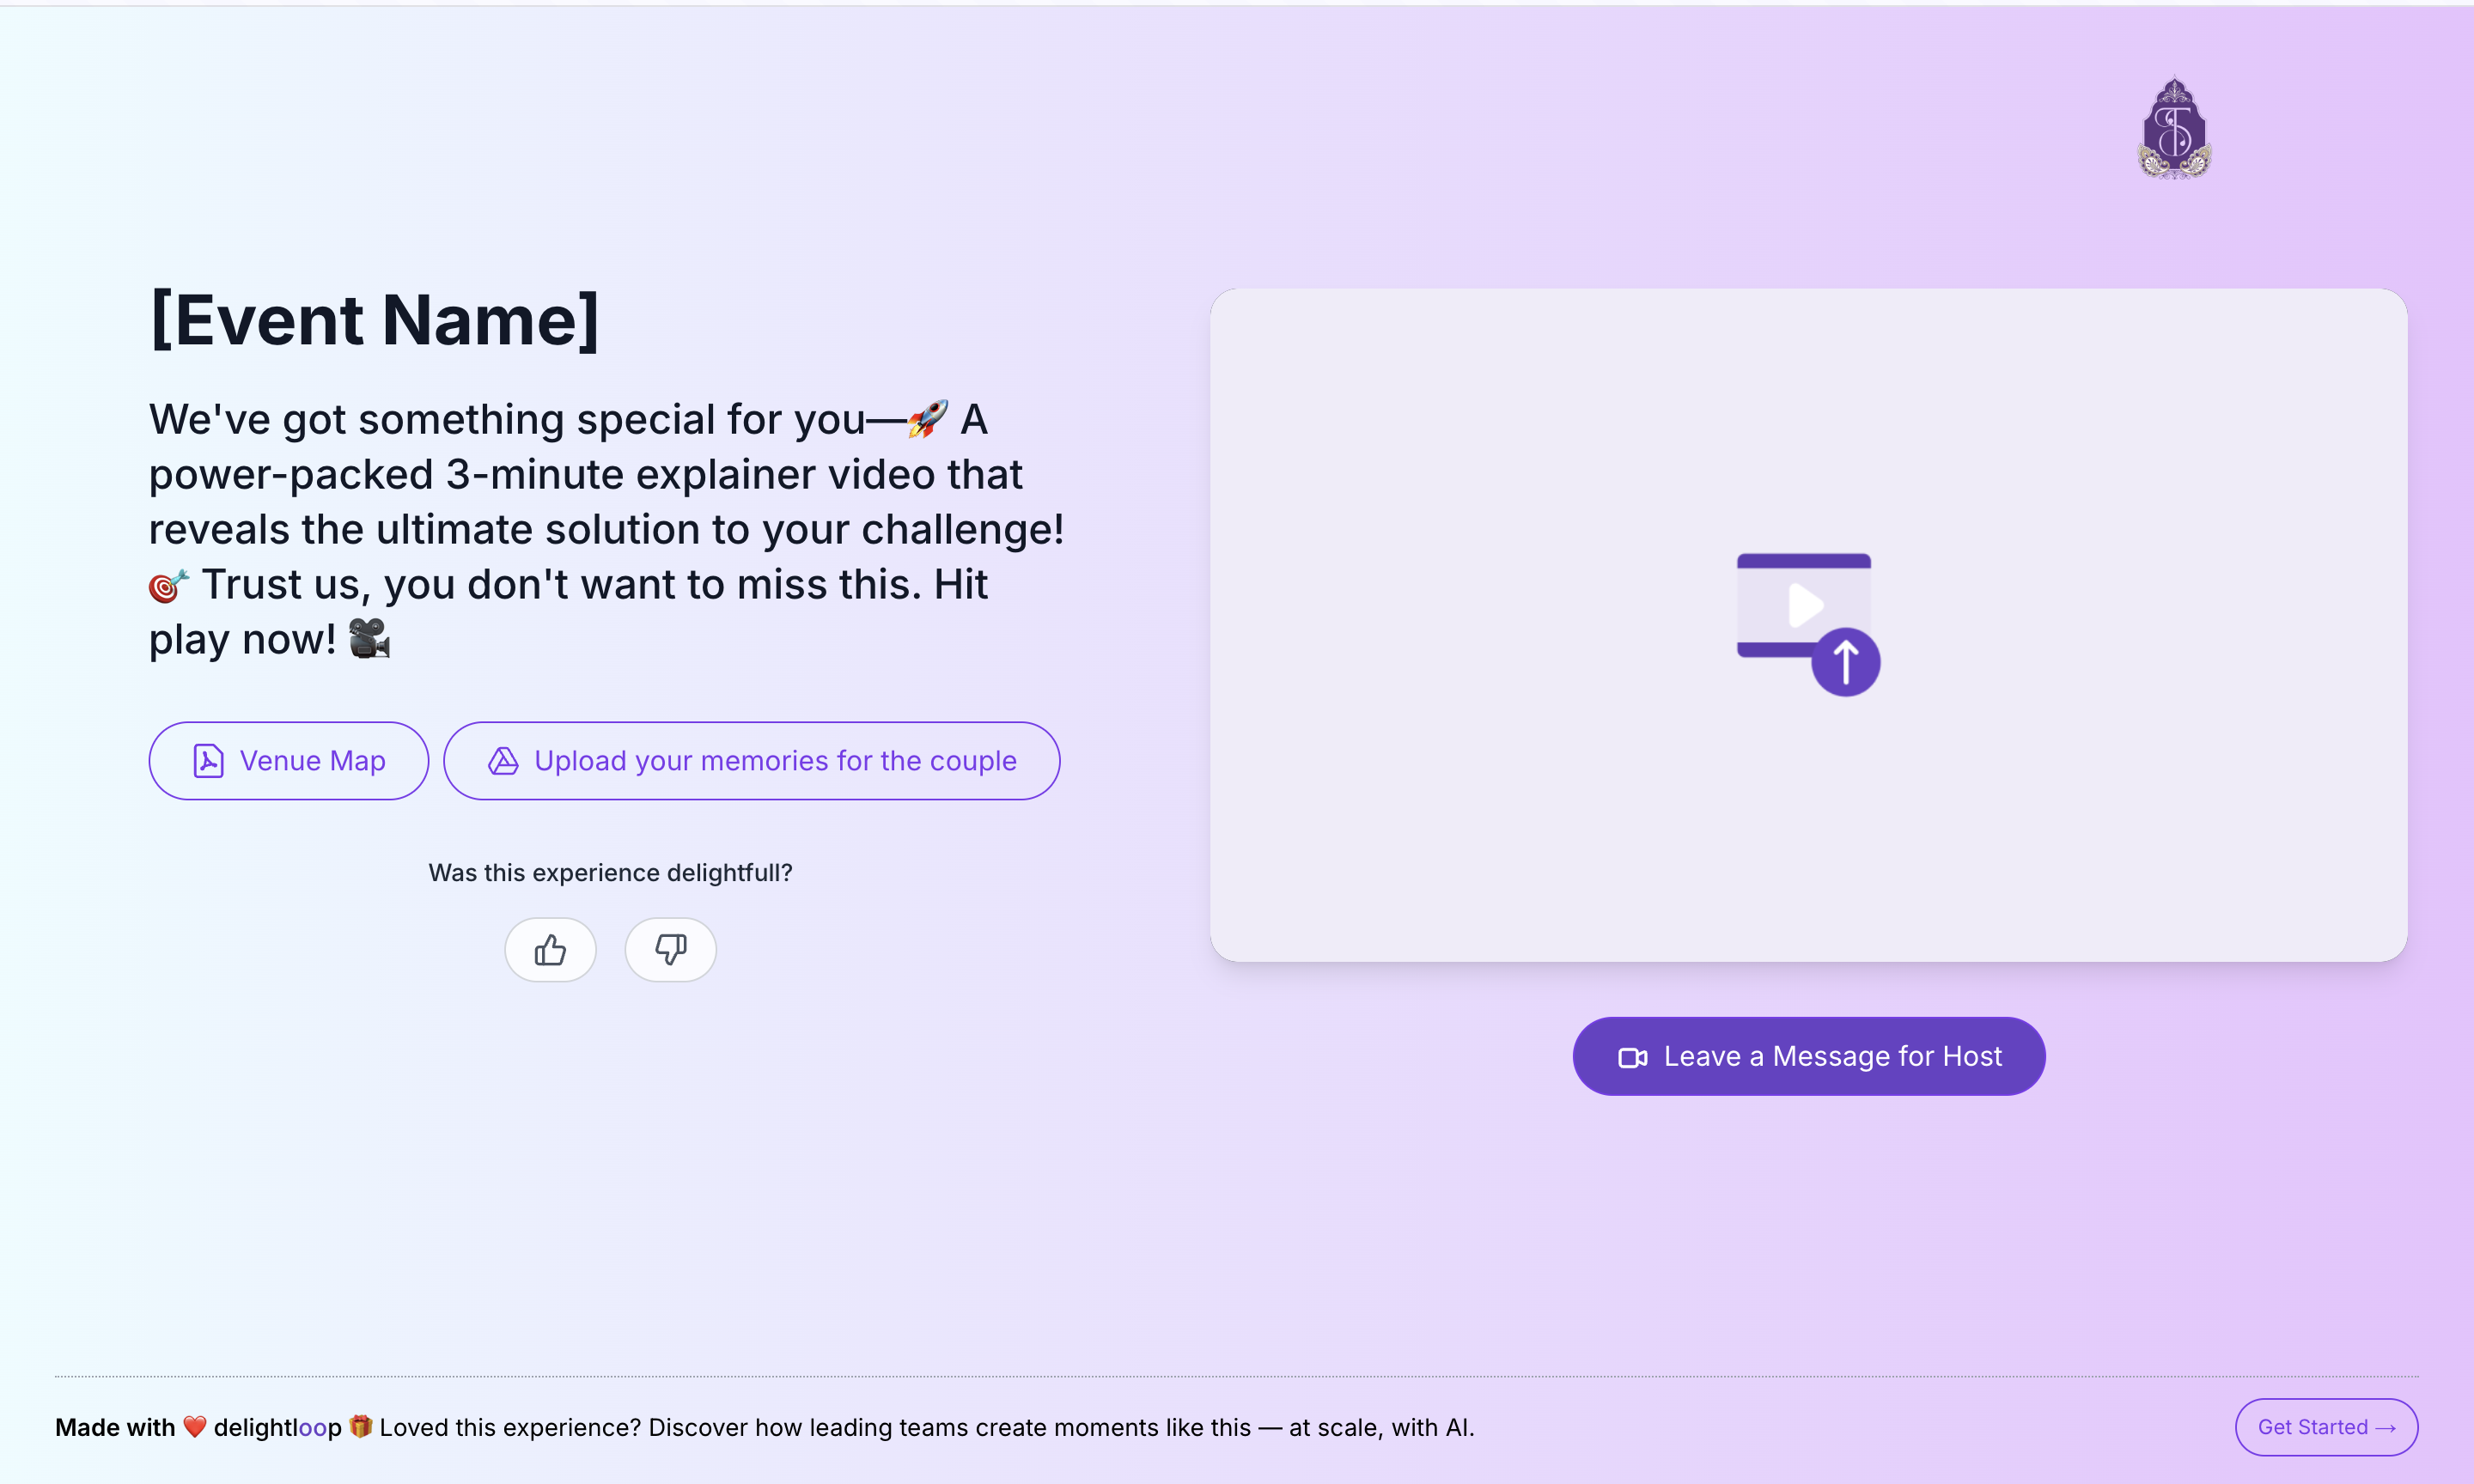 [Event Name]
We've got something special for you—🚀 A
power-packed 3-minute explainer video that
reveals the ultimate solution to your challenge!
🎯 Trust us, you don't want to miss this. Hit
play now! 🎥
Venue Map
Upload your memories for the couple
Was this experience delightfull?
Leave a Message for Host
Made with ❤️ delightloop 🎁 Loved this experience? Discover how leading teams create moments like this — at scale, with AI.
Get Started →